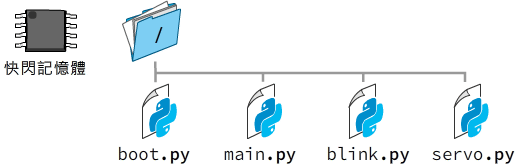 /
快閃記憶體
boot.py
main.py
blink.py
servo.py